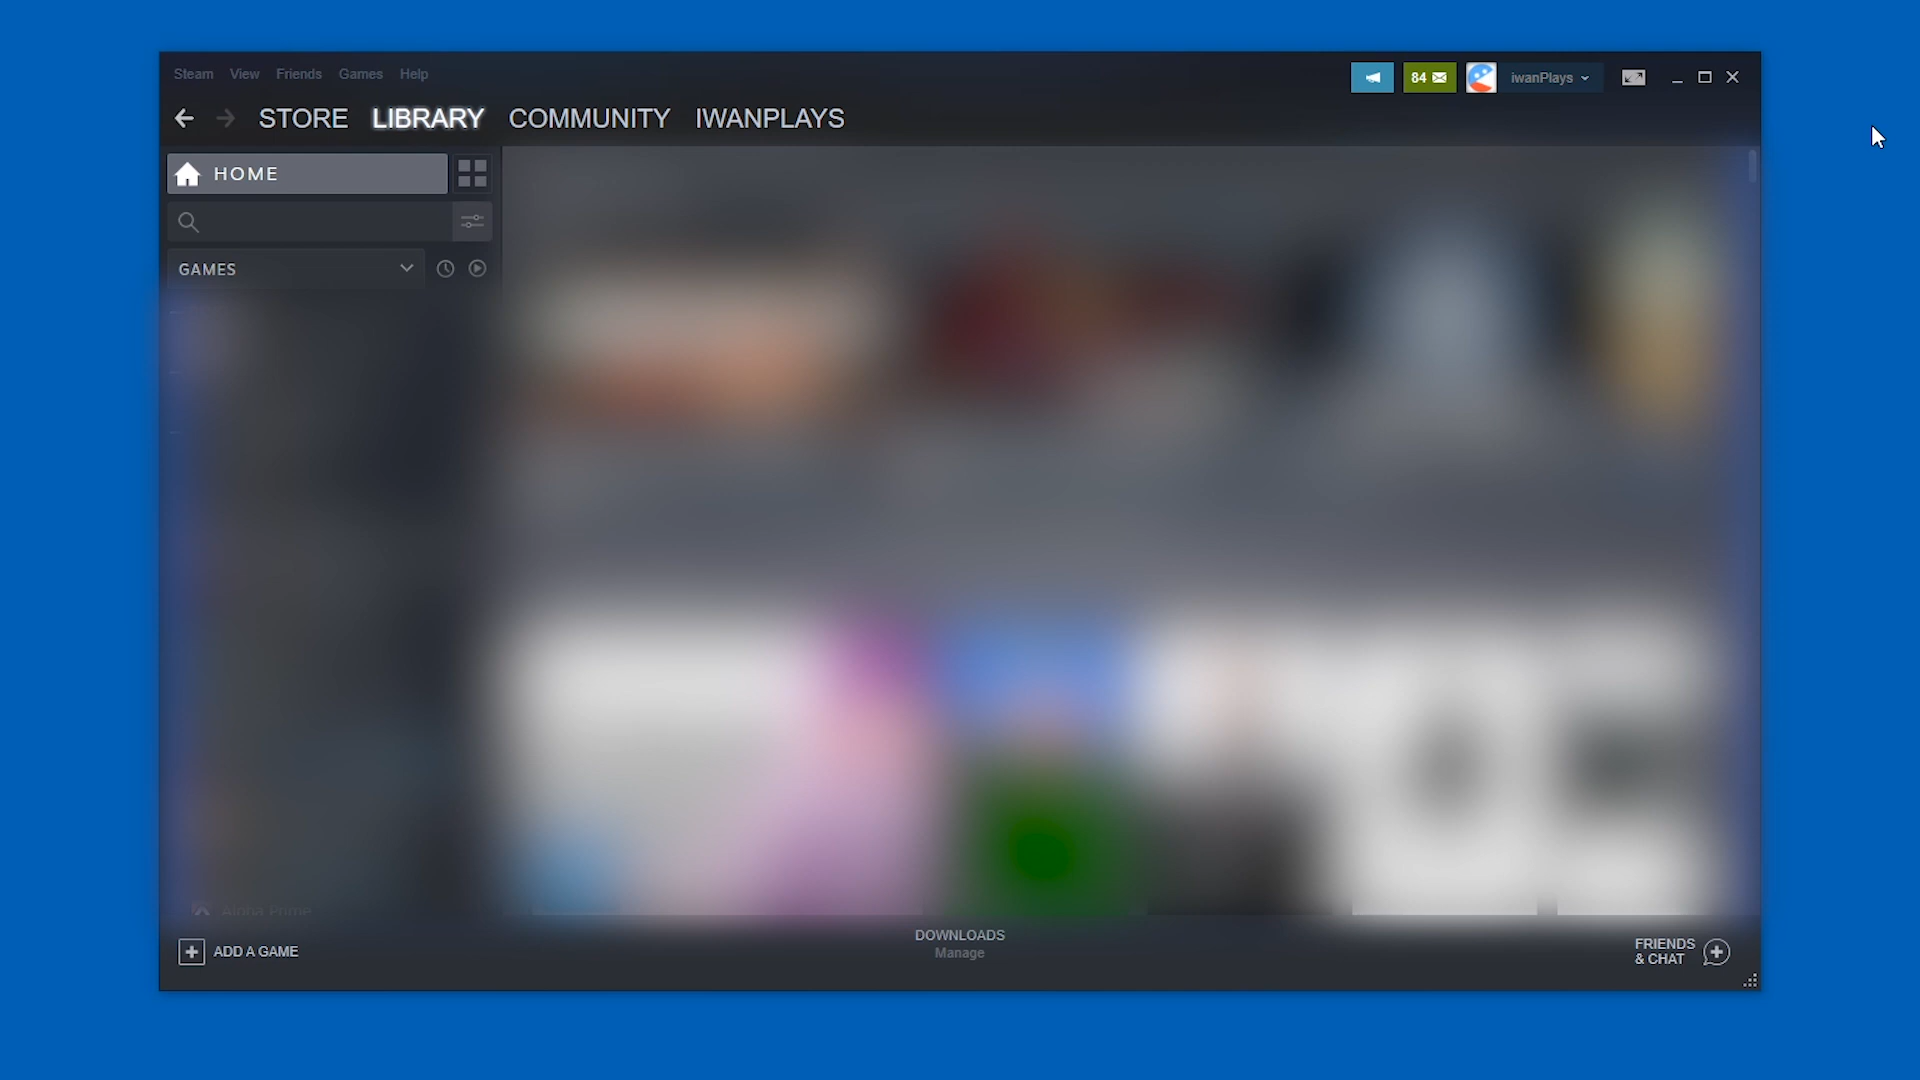 Steam View Friends Games Help
84
iwanPlays
STORE LIBRARY COMMUNITY IWANPLAYS
HOME
GAMES
ADD A GAME
DOWNLOADS
Manage
FRIENDS
& CHAT